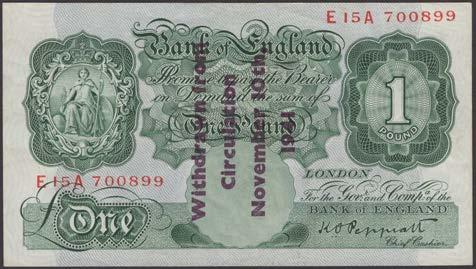 E15A 700899
Bank of England
Promise to pay the Bearer
on Demand the sum of
One Pound
1
POUND
LONDON
E15A 700899
For the Gov.r and Comp.a of the
BANK OF ENGLAND
£One
K O Peppiatt
Chief Cashier.
Withdrawn from
Circulation
November 10th